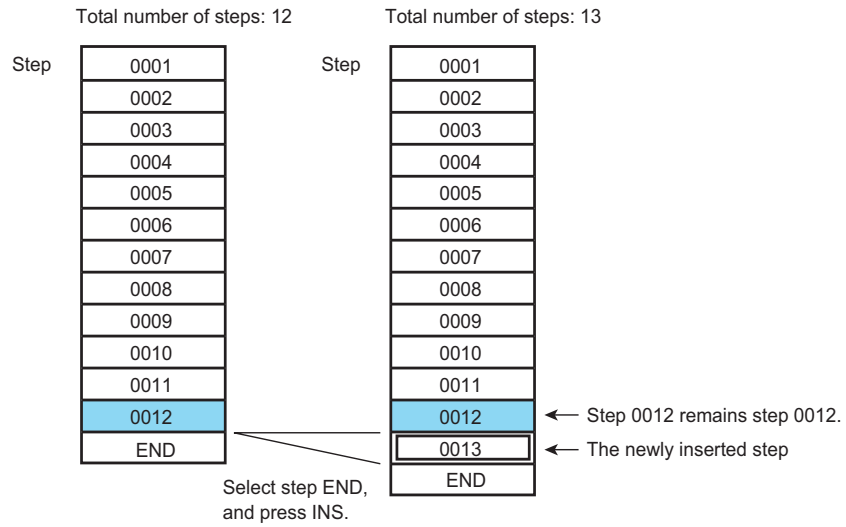 Total number of steps: 12
Total number of steps: 13
Step
0001
0002
0003
0004
0005
0006
0007
0008
0009
0010
0011
0012
END
Select step END,
and press INS.
Step
0001
0002
0003
0004
0005
0006
0007
0008
0009
0010
0011
0012
Step 0012 remains step 0012.
0013
The newly inserted step
END